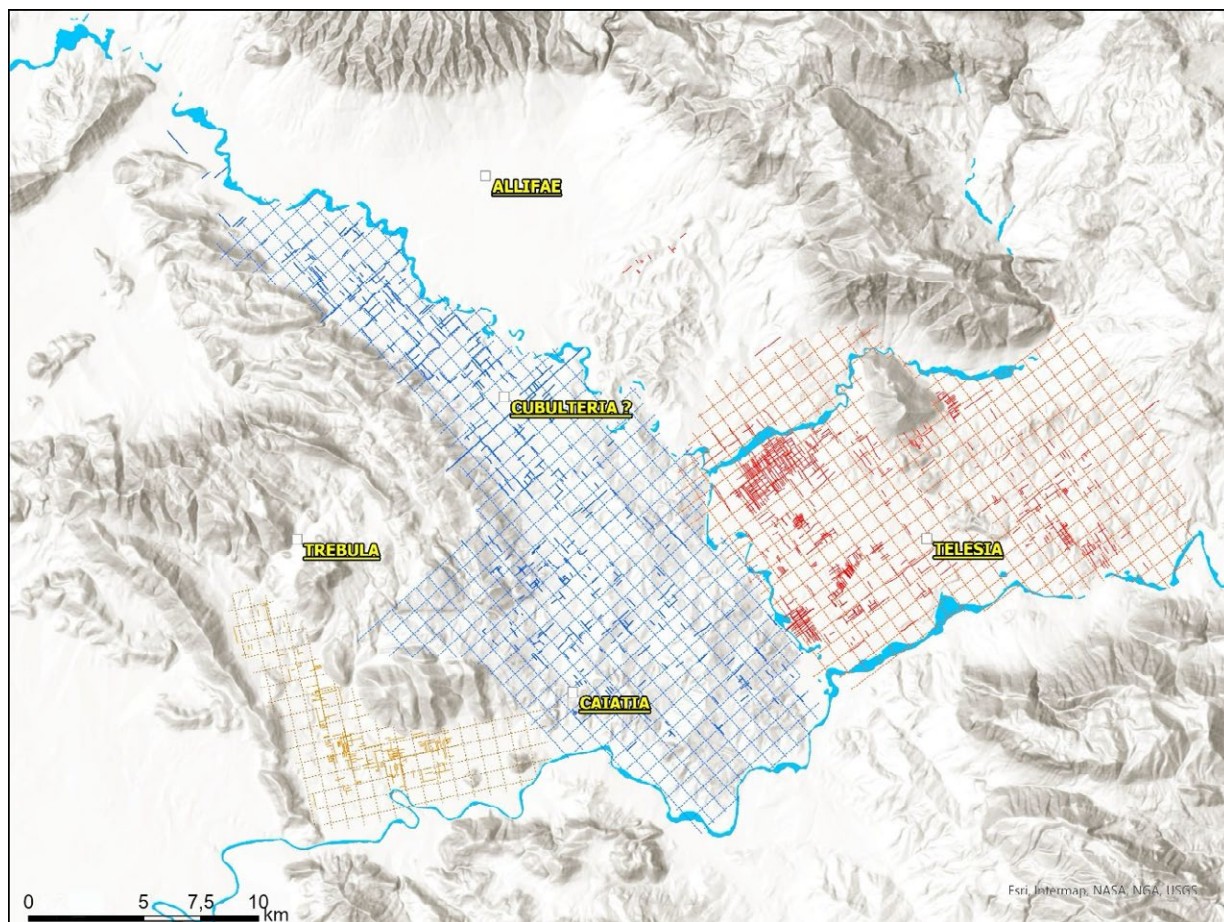 ALLIFAE
CUBULTERIA ?
TREBULA
TELESIA
CAIATIA
0 5 7,5 10
km
Esri, Intermap, NASA, NGA, USGS